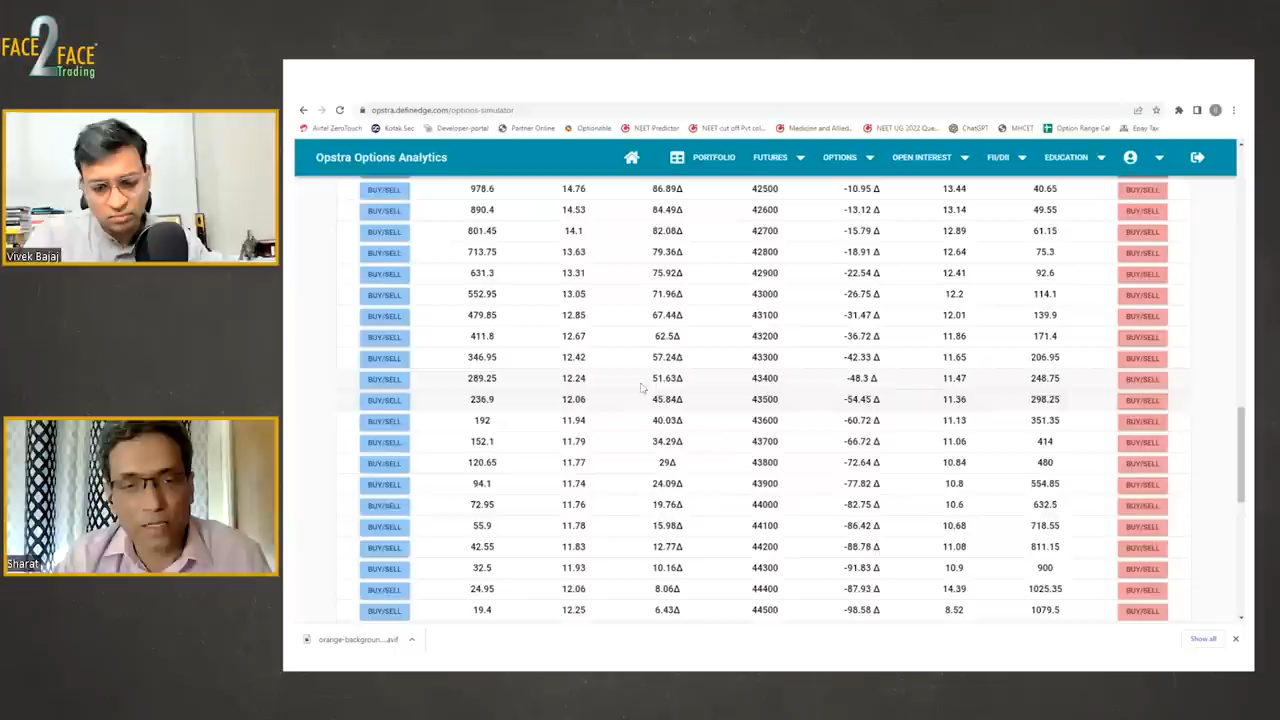 FACE 2 FACE Trading
Vivek Bajaj
Sharat
opstra.definedge.com/options-simulator
Airtel ZeroTouch Kotak Sec Developer-portal Partner Online Optionable NEET Predictor NEET cut off Pvt col... Medicine and Allied... NEET UG 2022 Que... ChatGPT MHCET Option Range Cal Epay Tax
Opstra Options Analytics PORTFOLIO FUTURES OPTIONS OPEN INTEREST FII/DII EDUCATION
BUY/SELL 978.6 14.76 86.89Δ 42500 -10.95 Δ 13.44 40.65 BUY/SELL
BUY/SELL 890.4 14.53 84.49Δ 42600 -13.12 Δ 13.14 49.55 BUY/SELL
BUY/SELL 801.45 14.1 82.08Δ 42700 -15.79 Δ 12.89 61.15 BUY/SELL
BUY/SELL 713.75 13.63 79.36Δ 42800 -18.91 Δ 12.64 75.3 BUY/SELL
BUY/SELL 631.3 13.31 75.92Δ 42900 -22.54 Δ 12.41 92.6 BUY/SELL
BUY/SELL 552.95 13.05 71.96Δ 43000 -26.75 Δ 12.2 114.1 BUY/SELL
BUY/SELL 479.85 12.85 67.44Δ 43100 -31.47 Δ 12.01 139.9 BUY/SELL
BUY/SELL 411.8 12.67 62.5Δ 43200 -36.72 Δ 11.86 171.4 BUY/SELL
BUY/SELL 346.95 12.42 57.24Δ 43300 -42.33 Δ 11.65 206.95 BUY/SELL
BUY/SELL 289.25 12.24 51.63Δ 43400 -48.3 Δ 11.47 248.75 BUY/SELL
BUY/SELL 236.9 12.06 45.84Δ 43500 -54.45 Δ 11.36 298.25 BUY/SELL
BUY/SELL 192 11.94 40.03Δ 43600 -60.72 Δ 11.13 351.35 BUY/SELL
BUY/SELL 152.1 11.79 34.29Δ 43700 -66.72 Δ 11.06 414 BUY/SELL
BUY/SELL 120.65 11.77 29Δ 43800 -72.64 Δ 10.84 480 BUY/SELL
BUY/SELL 94.1 11.74 24.09Δ 43900 -77.82 Δ 10.8 554.85 BUY/SELL
BUY/SELL 72.95 11.76 19.76Δ 44000 -82.75 Δ 10.6 632.5 BUY/SELL
BUY/SELL 55.9 11.78 15.98Δ 44100 -86.42 Δ 10.68 718.55 BUY/SELL
BUY/SELL 42.55 11.83 12.77Δ 44200 -88.78 Δ 11.08 811.15 BUY/SELL
BUY/SELL 32.5 11.93 10.16Δ 44300 -91.83 Δ 10.9 900 BUY/SELL
BUY/SELL 24.95 12.06 8.06Δ 44400 -87.93 Δ 14.39 1025.35 BUY/SELL
BUY/SELL 19.4 12.25 6.43Δ 44500 -98.58 Δ 8.52 1079.5 BUY/SELL
orange-backgroun....avif Show all